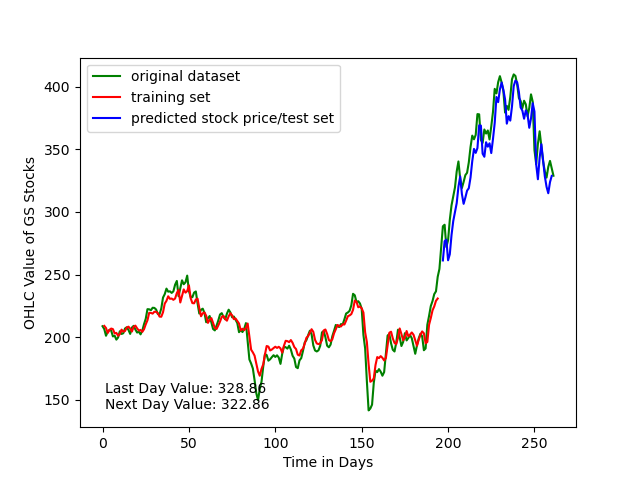 original dataset
training set
predicted stock price/test set
400
350
300
250
200
150
OHLC Value of GS Stocks
Last Day Value: 328.86
Next Day Value: 322.86
0 50 100 150 200 250
Time in Days